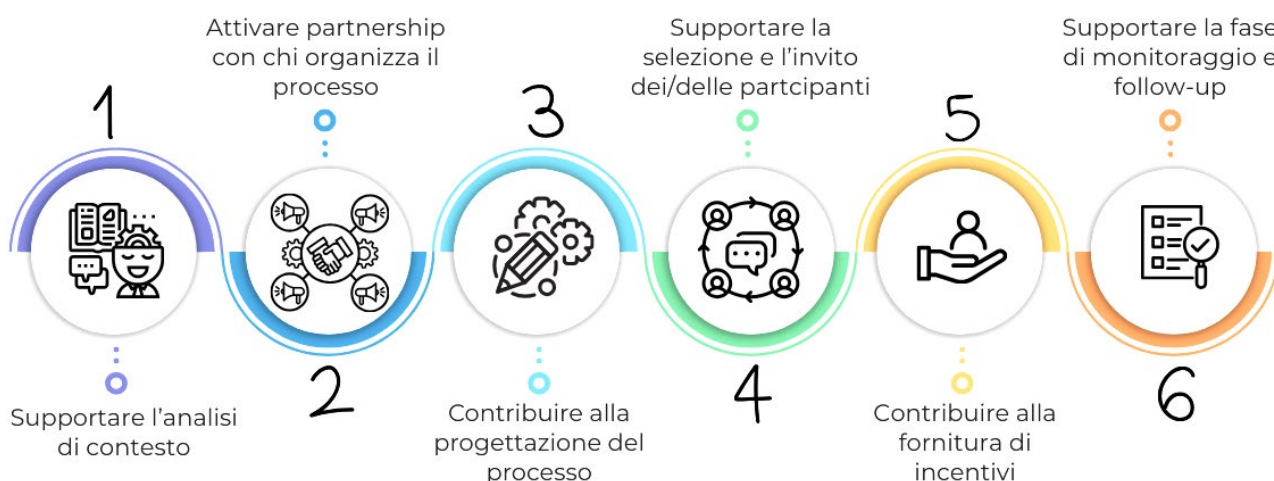 1
Supportare l'analisi
di contesto
Attivare partnership
con chi organizza il
processo
2
3
Contribuire alla
progettazione del
processo
Supportare la
selezione e l'invito
dei/delle partcipanti
4
5
Contribuire alla
fornitura di
incentivi
Supportare la fase
di monitoraggio e
follow-up
6